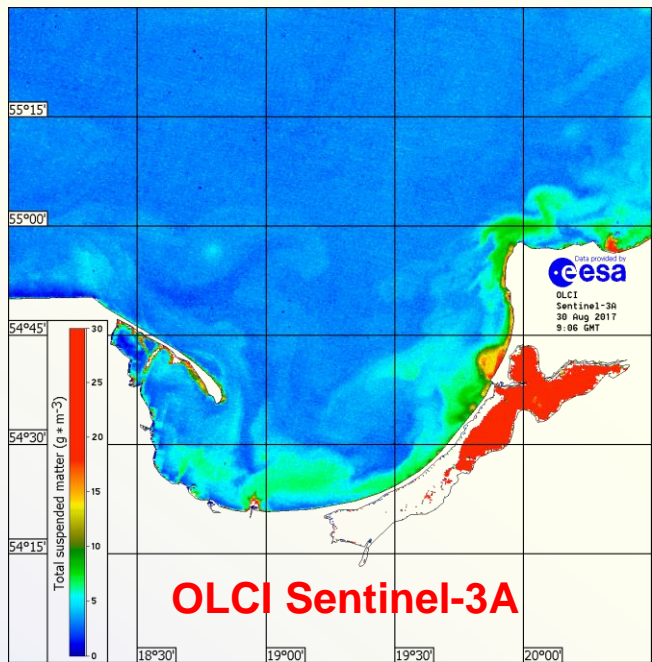 55°15'
55°00'
Data provided by
esa
OLCI
Sentinel-3A
30 Aug 2017
9:06 GMT
54°45'
30
25
20
15
10
5
0
Total suspended matter (g * m-3)
54°30'
54°15'
OLCI Sentinel-3A
18°30'
19°00'
19°30'
20°00'